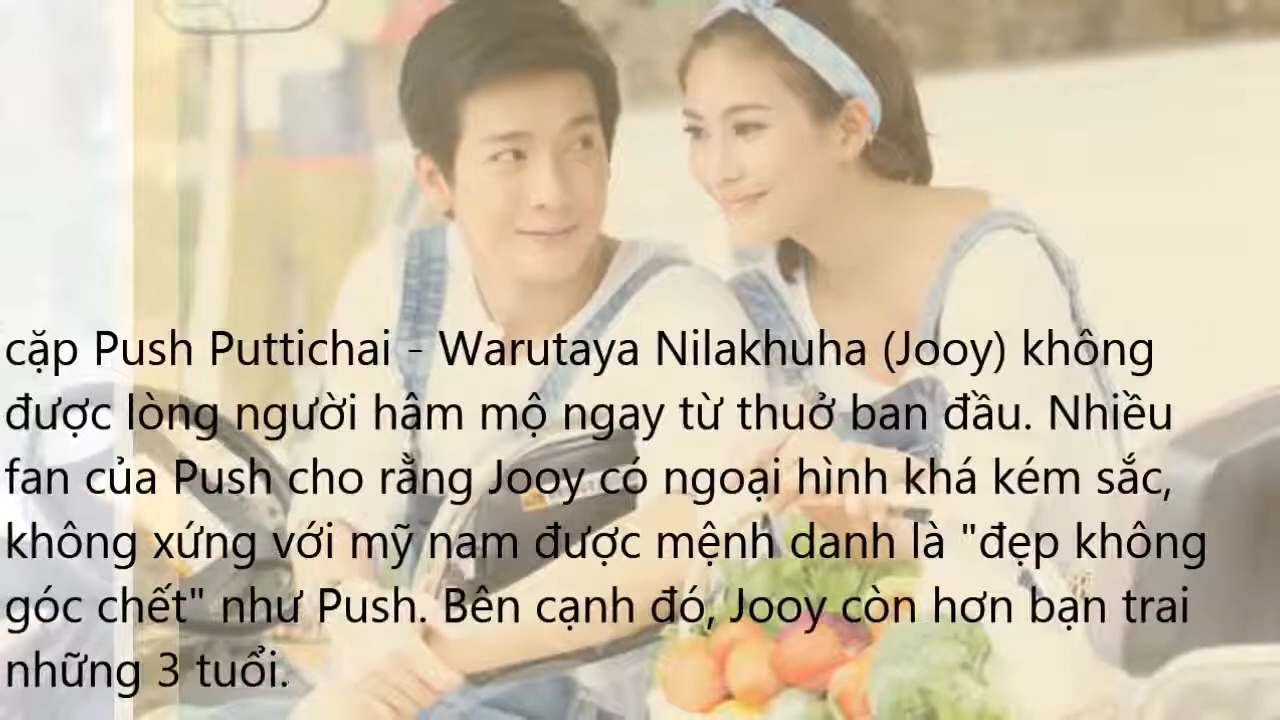 cặp Push Puttichai - Warutaya Nilakhuha (Jooy) không
được lòng người hâm mộ ngay từ thuở ban đầu. Nhiều
fan của Push cho rằng Jooy có ngoại hình khá kém sắc,
không xứng với mỹ nam được mệnh danh là "đẹp không
góc chết" như Push. Bên cạnh đó, Jooy còn hơn bạn trai
những 3 tuổi.